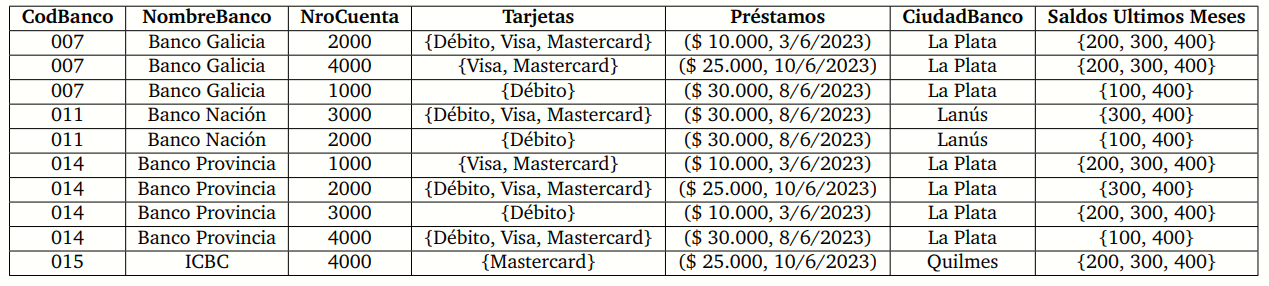 CodBanco NombreBanco NroCuenta Tarjetas Préstamos CiudadBanco Saldos Ultimos Meses
007 Banco Galicia 2000 {Débito, Visa, Mastercard} ($ 10.000, 3/6/2023) La Plata {200, 300, 400}
007 Banco Galicia 4000 {Visa, Mastercard} ($ 25.000, 10/6/2023) La Plata {200, 300, 400}
007 Banco Galicia 1000 {Débito} ($ 30.000, 8/6/2023) La Plata {100, 400}
011 Banco Nación 3000 {Débito, Visa, Mastercard} ($ 30.000, 8/6/2023) Lanús {300, 400}
011 Banco Nación 2000 {Débito} ($ 30.000, 8/6/2023) Lanús {100, 400}
014 Banco Provincia 1000 {Visa, Mastercard} ($ 10.000, 3/6/2023) La Plata {200, 300, 400}
014 Banco Provincia 2000 {Débito, Visa, Mastercard} ($ 25.000, 10/6/2023) La Plata {300, 400}
014 Banco Provincia 3000 {Débito} ($ 10.000, 3/6/2023) La Plata {200, 300, 400}
014 Banco Provincia 4000 {Débito, Visa, Mastercard} ($ 30.000, 8/6/2023) La Plata {100, 400}
015 ICBC 4000 {Mastercard} ($ 25.000, 10/6/2023) Quilmes {200, 300, 400}